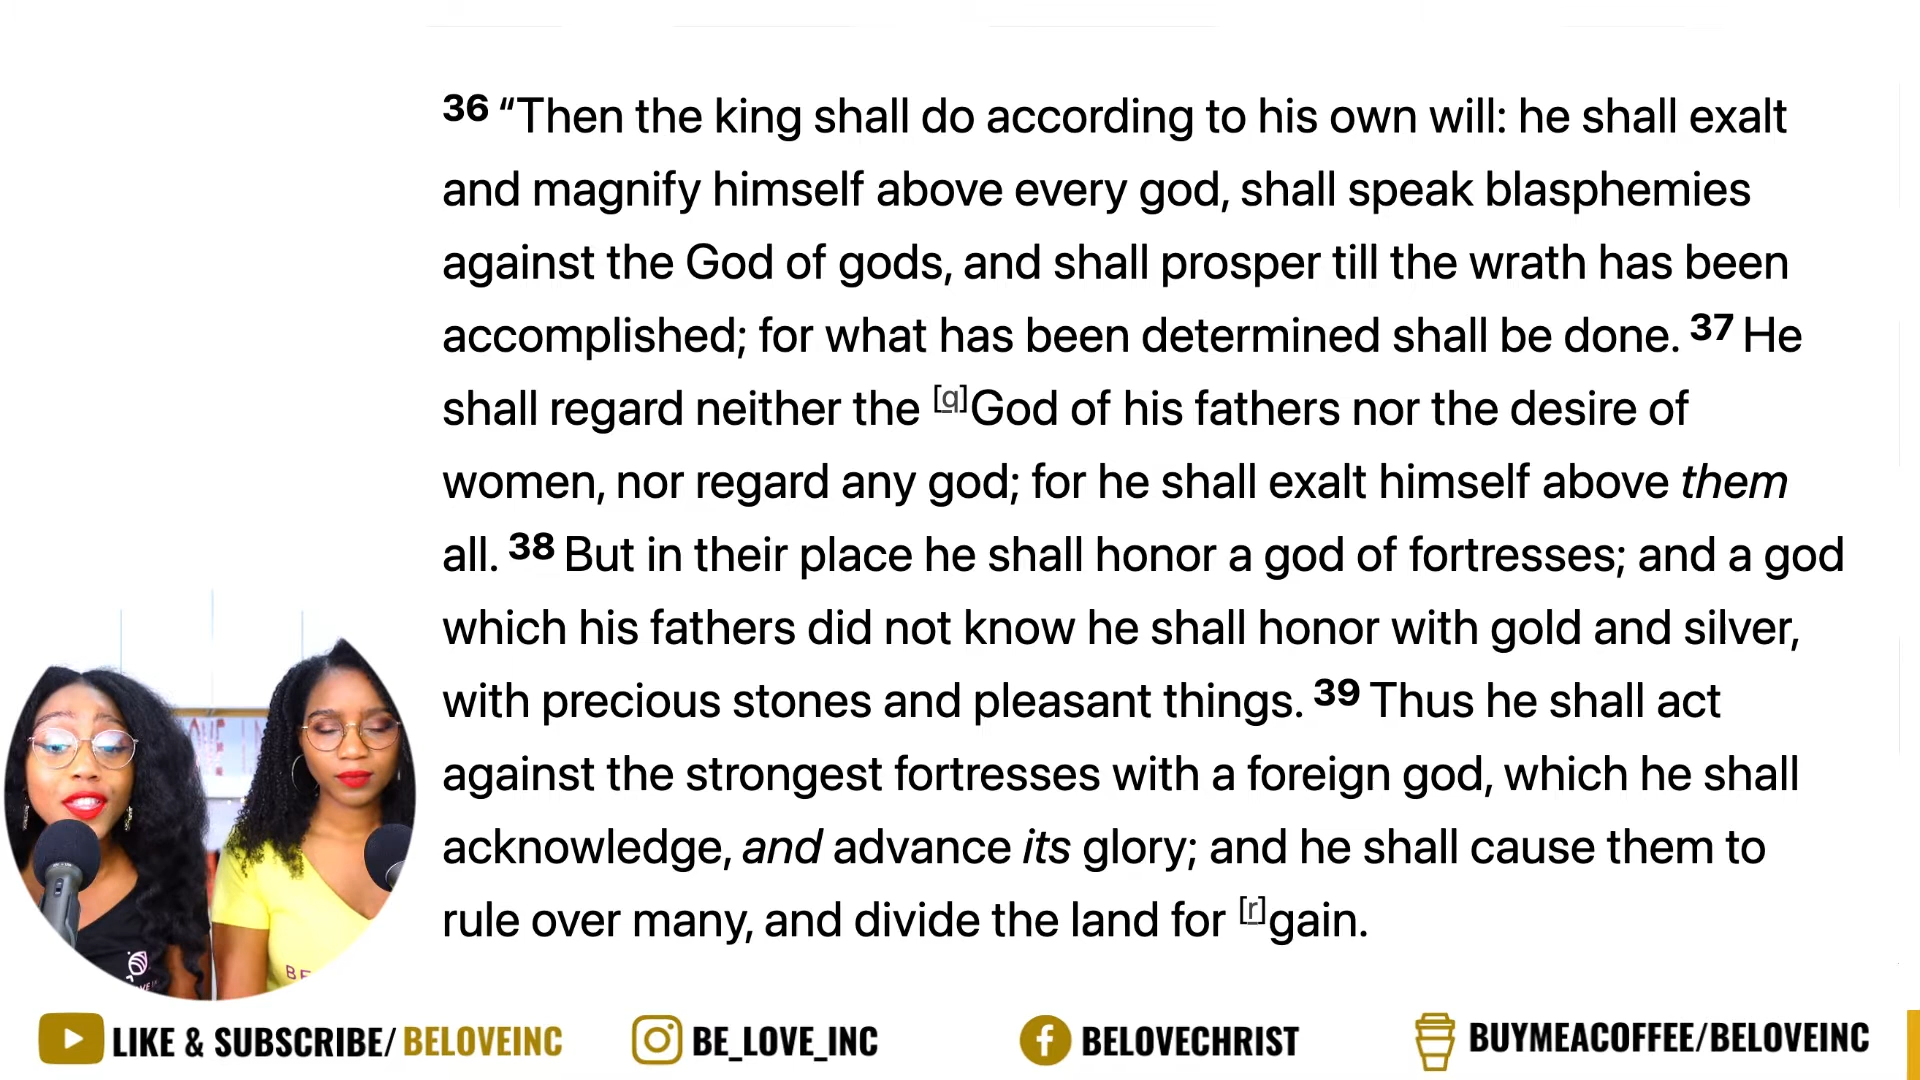 36 “Then the king shall do according to his own will: he shall exalt
and magnify himself above every god, shall speak blasphemies
against the God of gods, and shall prosper till the wrath has been
accomplished; for what has been determined shall be done. 37 He
shall regard neither the [q]God of his fathers nor the desire of
women, nor regard any god; for he shall exalt himself above them
all. 38 But in their place he shall honor a god of fortresses; and a god
which his fathers did not know he shall honor with gold and silver,
with precious stones and pleasant things. 39 Thus he shall act
against the strongest fortresses with a foreign god, which he shall
acknowledge, and advance its glory; and he shall cause them to
rule over many, and divide the land for [r]gain.
LIKE & SUBSCRIBE/ BELOVEINC
BE_LOVE_INC
BELOVECHRIST
BUYMEACOFFEE/BELOVEINC